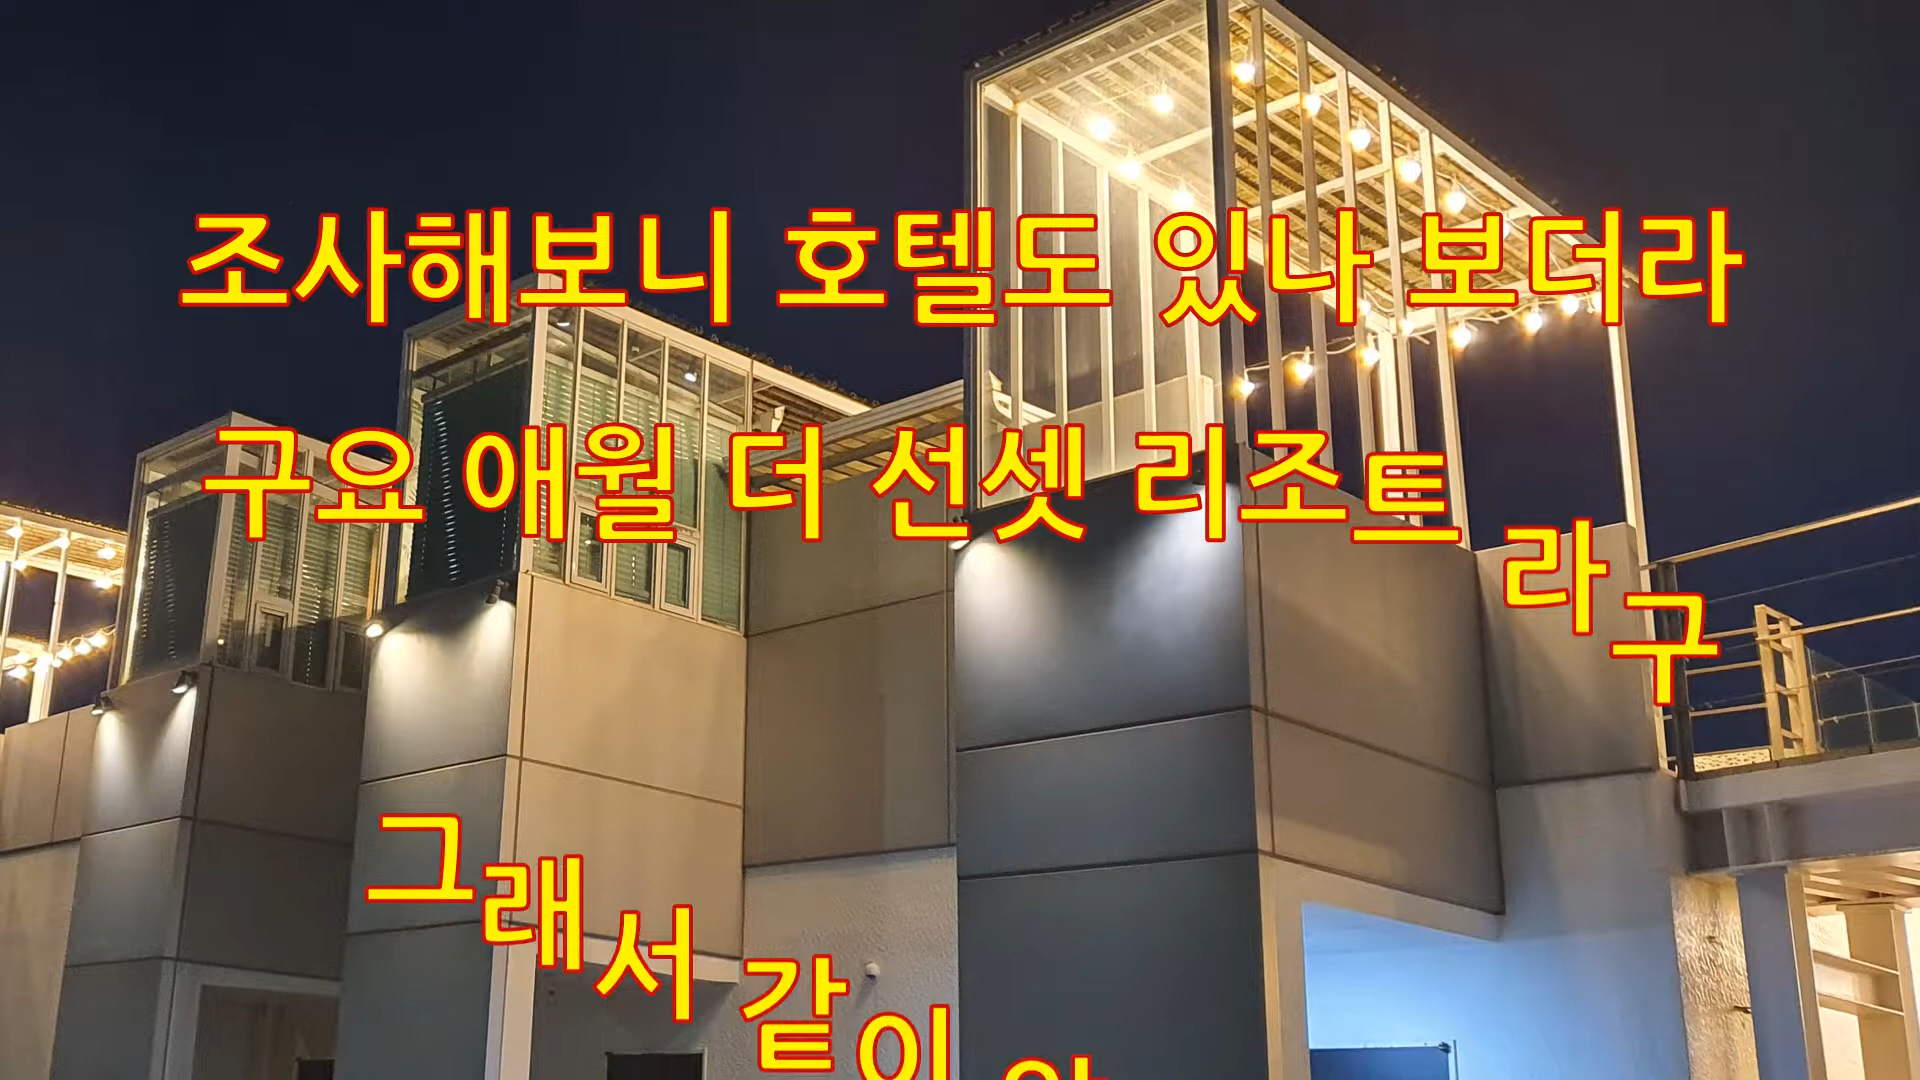 조사해보니 호텔도 있나 보더라
구요 애월 더 선셋 리조트 라구
그래서 같이